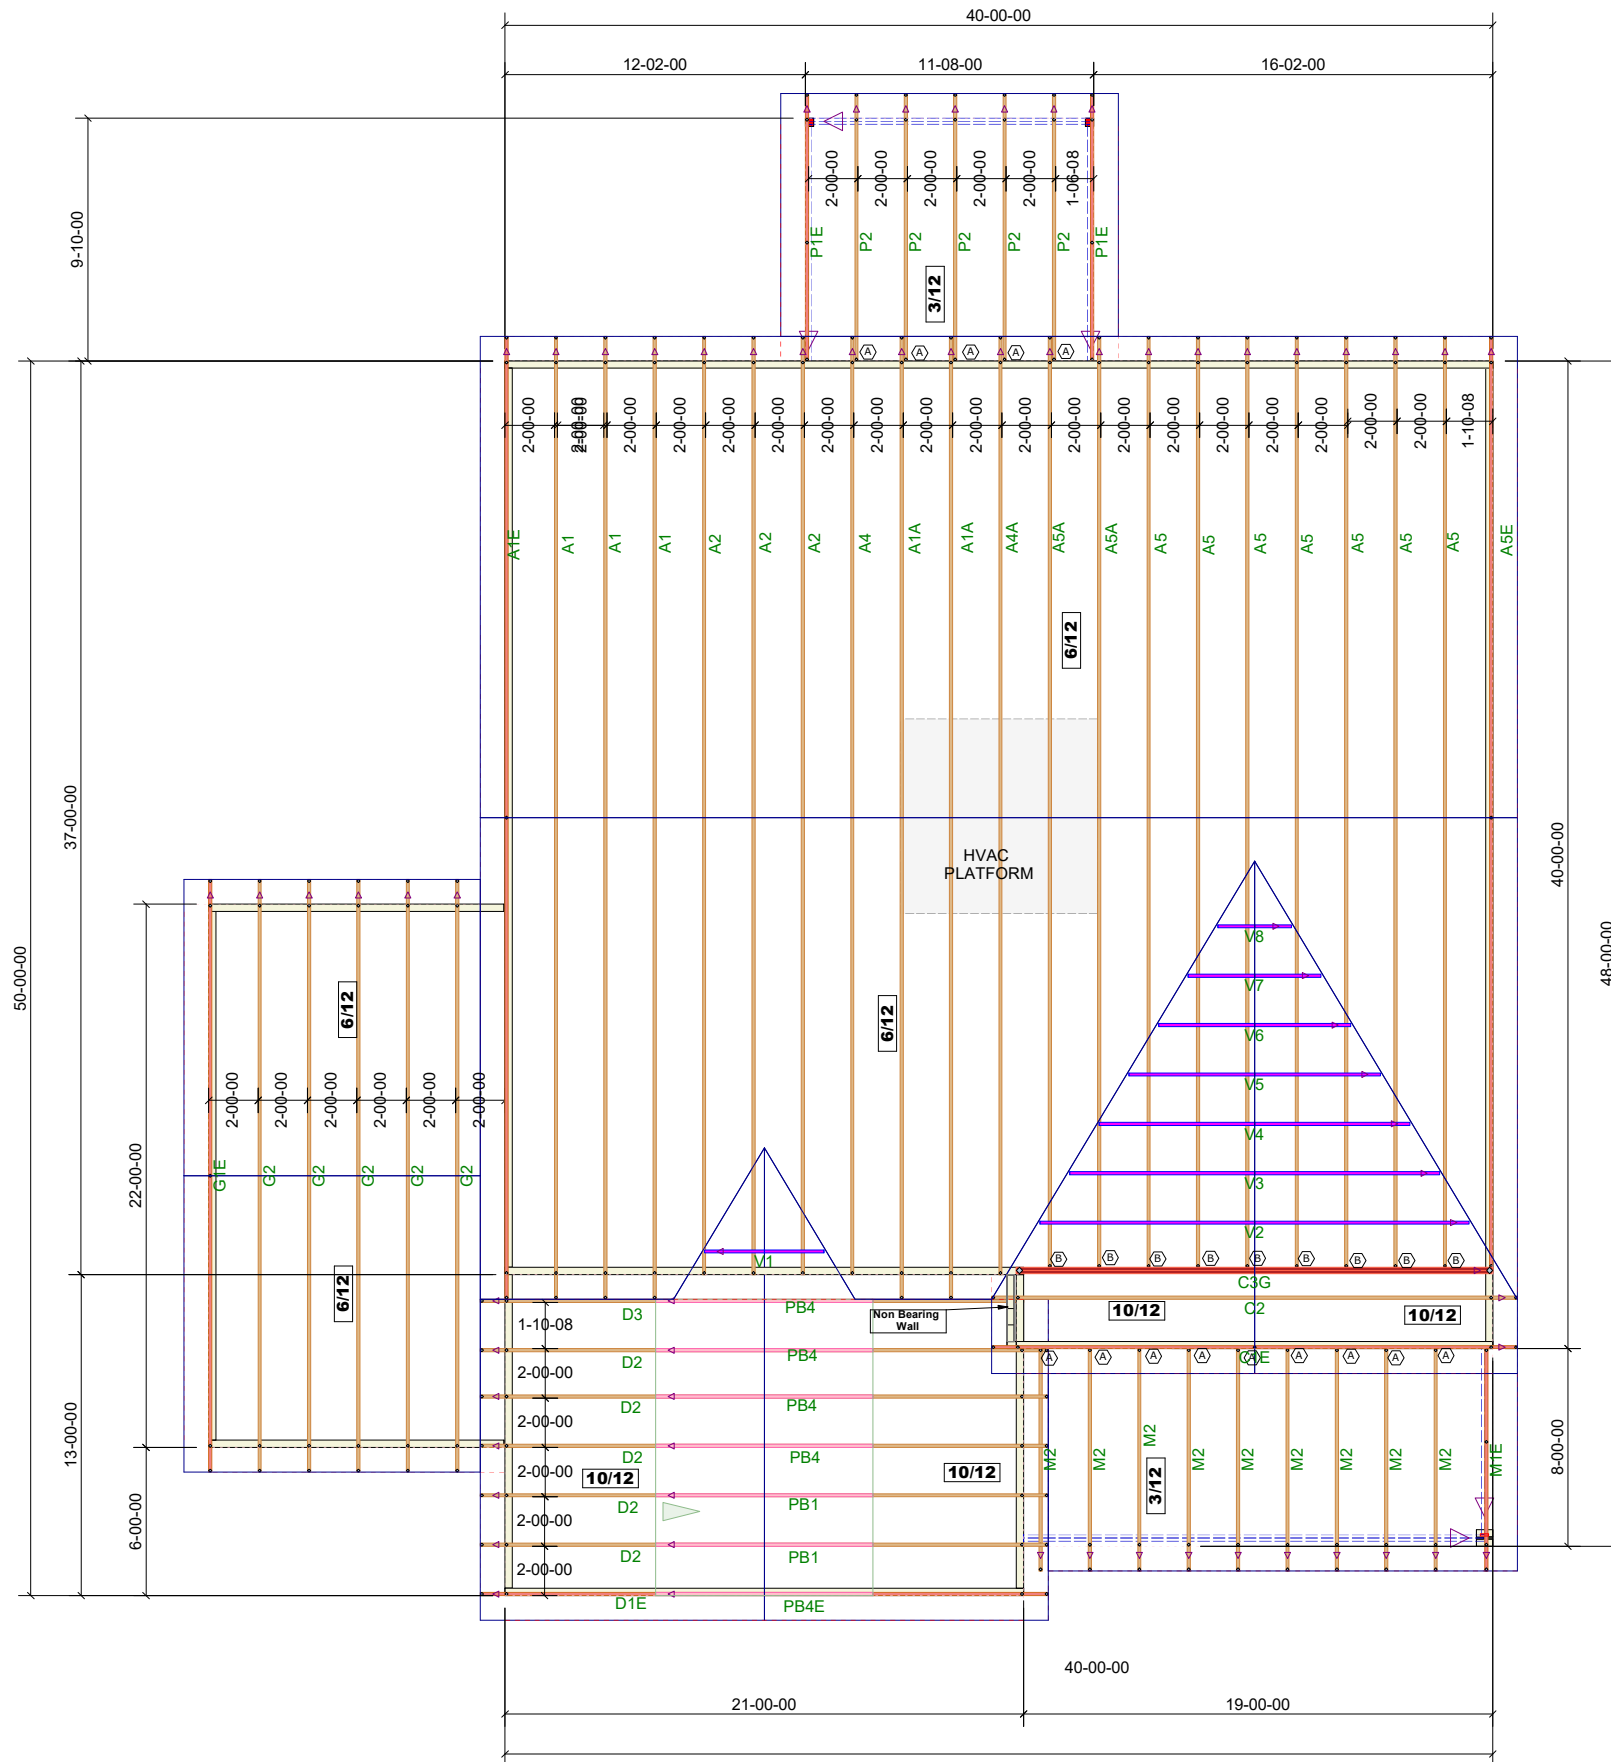 40-00-00
12-02-00 11-08-00 16-02-00
9-10-00
2-00-00 2-00-00 2-00-00 2-00-00 2-00-00 1-06-08
P1E P2 P2 P2 P2 P2 P1E
3/12
A A A A A
2-00-00 2-00-00 2-00-00 2-00-00 2-00-00 2-00-00 2-00-00 2-00-00 2-00-00 2-00-00 2-00-00 2-00-00 2-00-00 2-00-00 2-00-00 2-00-00 2-00-00 2-00-00 2-00-00 1-10-08
A1E A1 A1 A1 A2 A2 A2 A4 A1A A1A A4A A5A A5A A5 A5 A5 A5 A5 A5 A5 A5E
6/12
37-00-00
50-00-00
40-00-00
48-00-00
HVAC
PLATFORM
V8
V7
V6
V5
V4
V3
V2
6/12
6/12
2-00-00 2-00-00 2-00-00 2-00-00 2-00-00 2-00-00
22-00-00
G1E G2 G2 G2 G2 G2
6/12
V1
B B B B B B B B B
C3G
C2
10/12 10/12
Non Bearing
Wall
D3 PB4
1-10-08
D2 PB4
2-00-00
D2 PB4
2-00-00
D2 PB4
2-00-00
10/12 10/12
D2 PB1
2-00-00
D2 PB1
2-00-00
D1E PB4E
A A A A A A A A A
M2 M2 M2 M2 M2 M2 M2 M2 M2 M1E
3/12
8-00-00
13-00-00
6-00-00
40-00-00
21-00-00 19-00-00